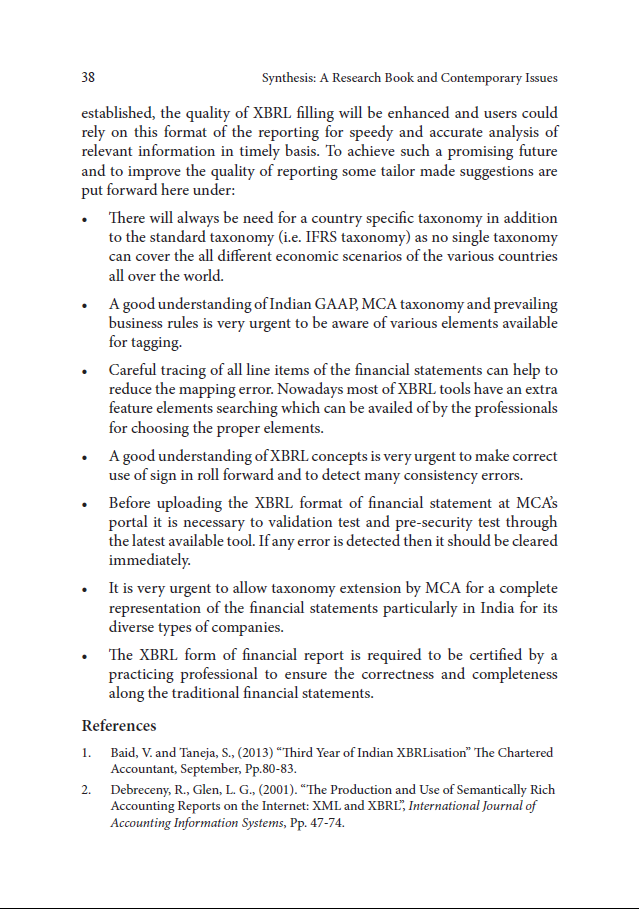 38 Synthesis: A Research Book and Contemporary Issues
established, the quality of XBRL filling will be enhanced and users could
rely on this format of the reporting for speedy and accurate analysis of
relevant information in timely basis. To achieve such a promising future
and to improve the quality of reporting some tailor made suggestions are
put forward here under:
• There will always be need for a country specific taxonomy in addition
to the standard taxonomy (i.e. IFRS taxonomy) as no single taxonomy
can cover the all different economic scenarios of the various countries
all over the world.
• A good understanding of Indian GAAP, MCA taxonomy and prevailing
business rules is very urgent to be aware of various elements available
for tagging.
• Careful tracing of all line items of the financial statements can help to
reduce the mapping error. Nowadays most of XBRL tools have an extra
feature elements searching which can be availed of by the professionals
for choosing the proper elements.
• A good understanding of XBRL concepts is very urgent to make correct
use of sign in roll forward and to detect many consistency errors.
• Before uploading the XBRL format of financial statement at MCA's
portal it is necessary to validation test and pre-security test through
the latest available tool. If any error is detected then it should be cleared
immediately.
• It is very urgent to allow taxonomy extension by MCA for a complete
representation of the financial statements particularly in India for its
diverse types of companies.
• The XBRL form of financial report is required to be certified by a
practicing professional to ensure the correctness and completeness
along the traditional financial statements.
References
1. Baid, V. and Taneja, S., (2013) "Third Year of Indian XBRLisation" The Chartered
Accountant, September, Pp.80-83.
2. Debreceny, R., Glen, L. G., (2001). "The Production and Use of Semantically Rich
Accounting Reports on the Internet: XML and XBRL", International Journal of
Accounting Information Systems, Pp. 47-74.